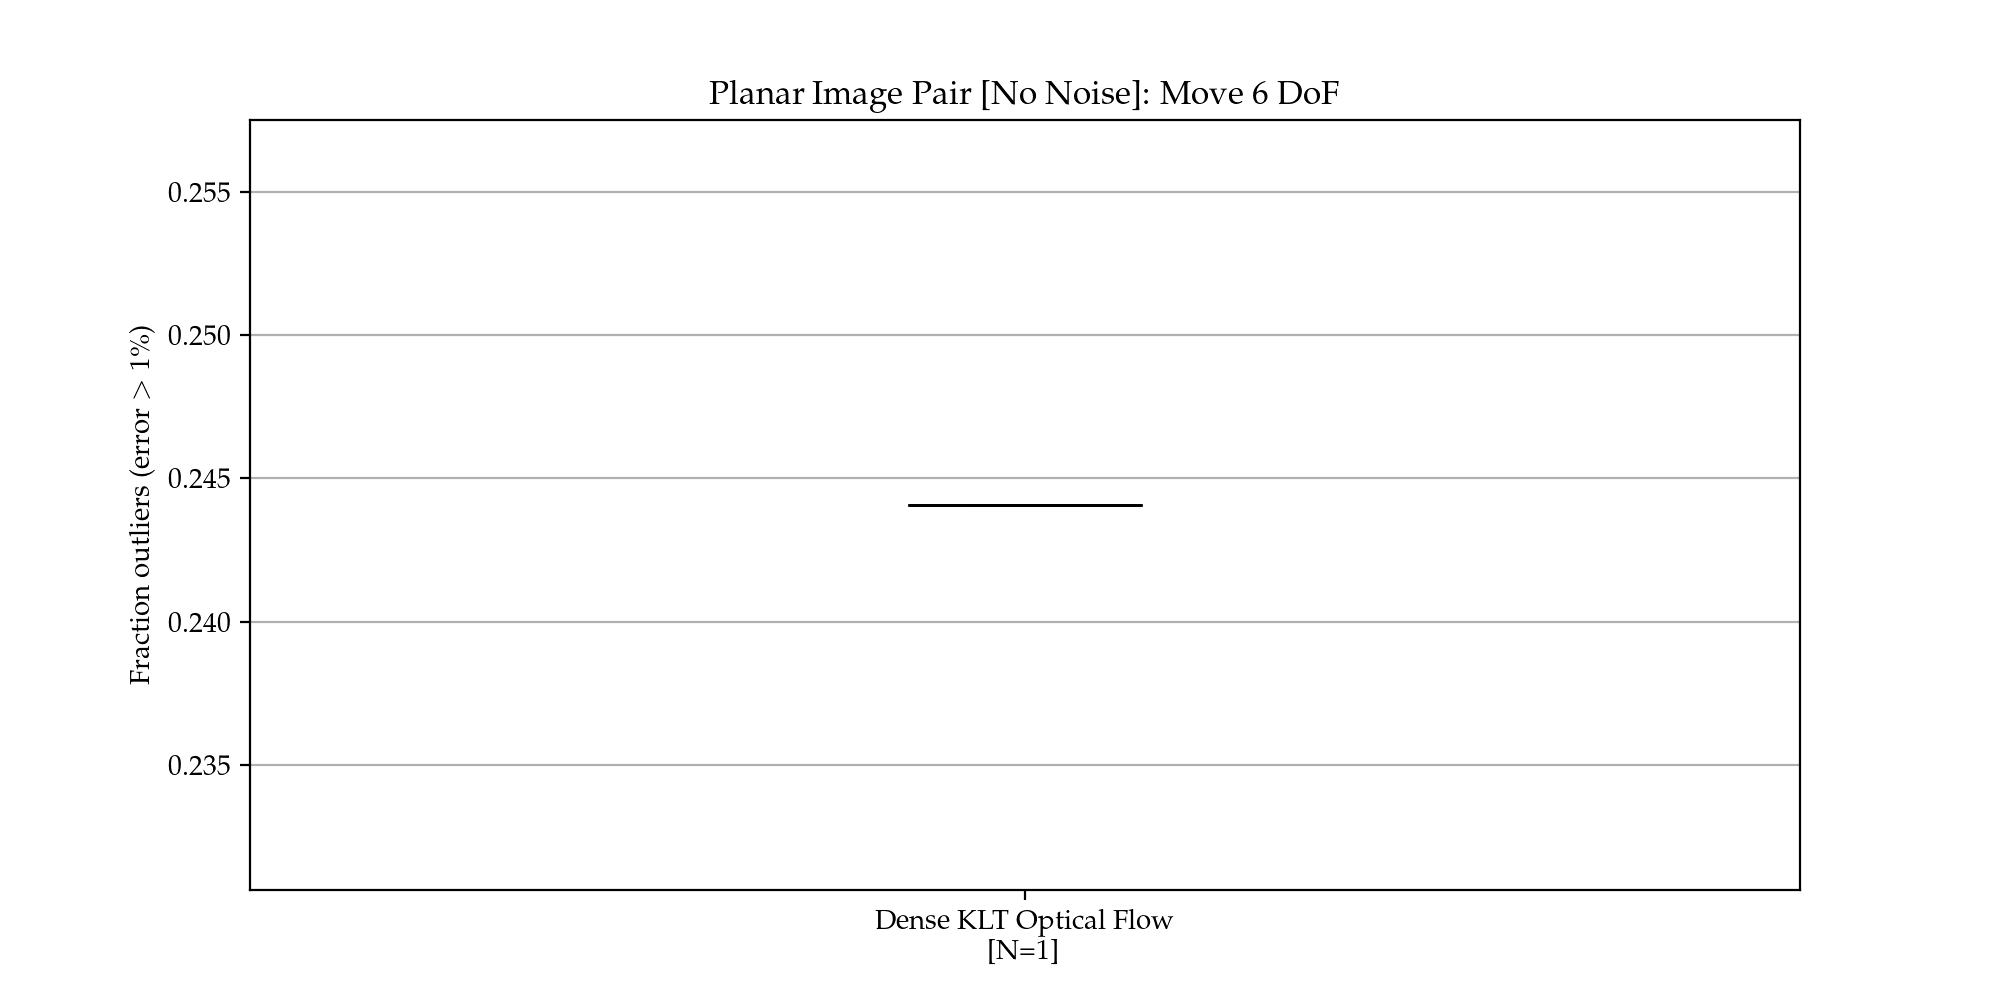 Planar Image Pair [No Noise]: Move 6 DoF
Fraction outliers (error > 1%)
0.255
0.250
0.245
0.240
0.235
Dense KLT Optical Flow
[N=1]